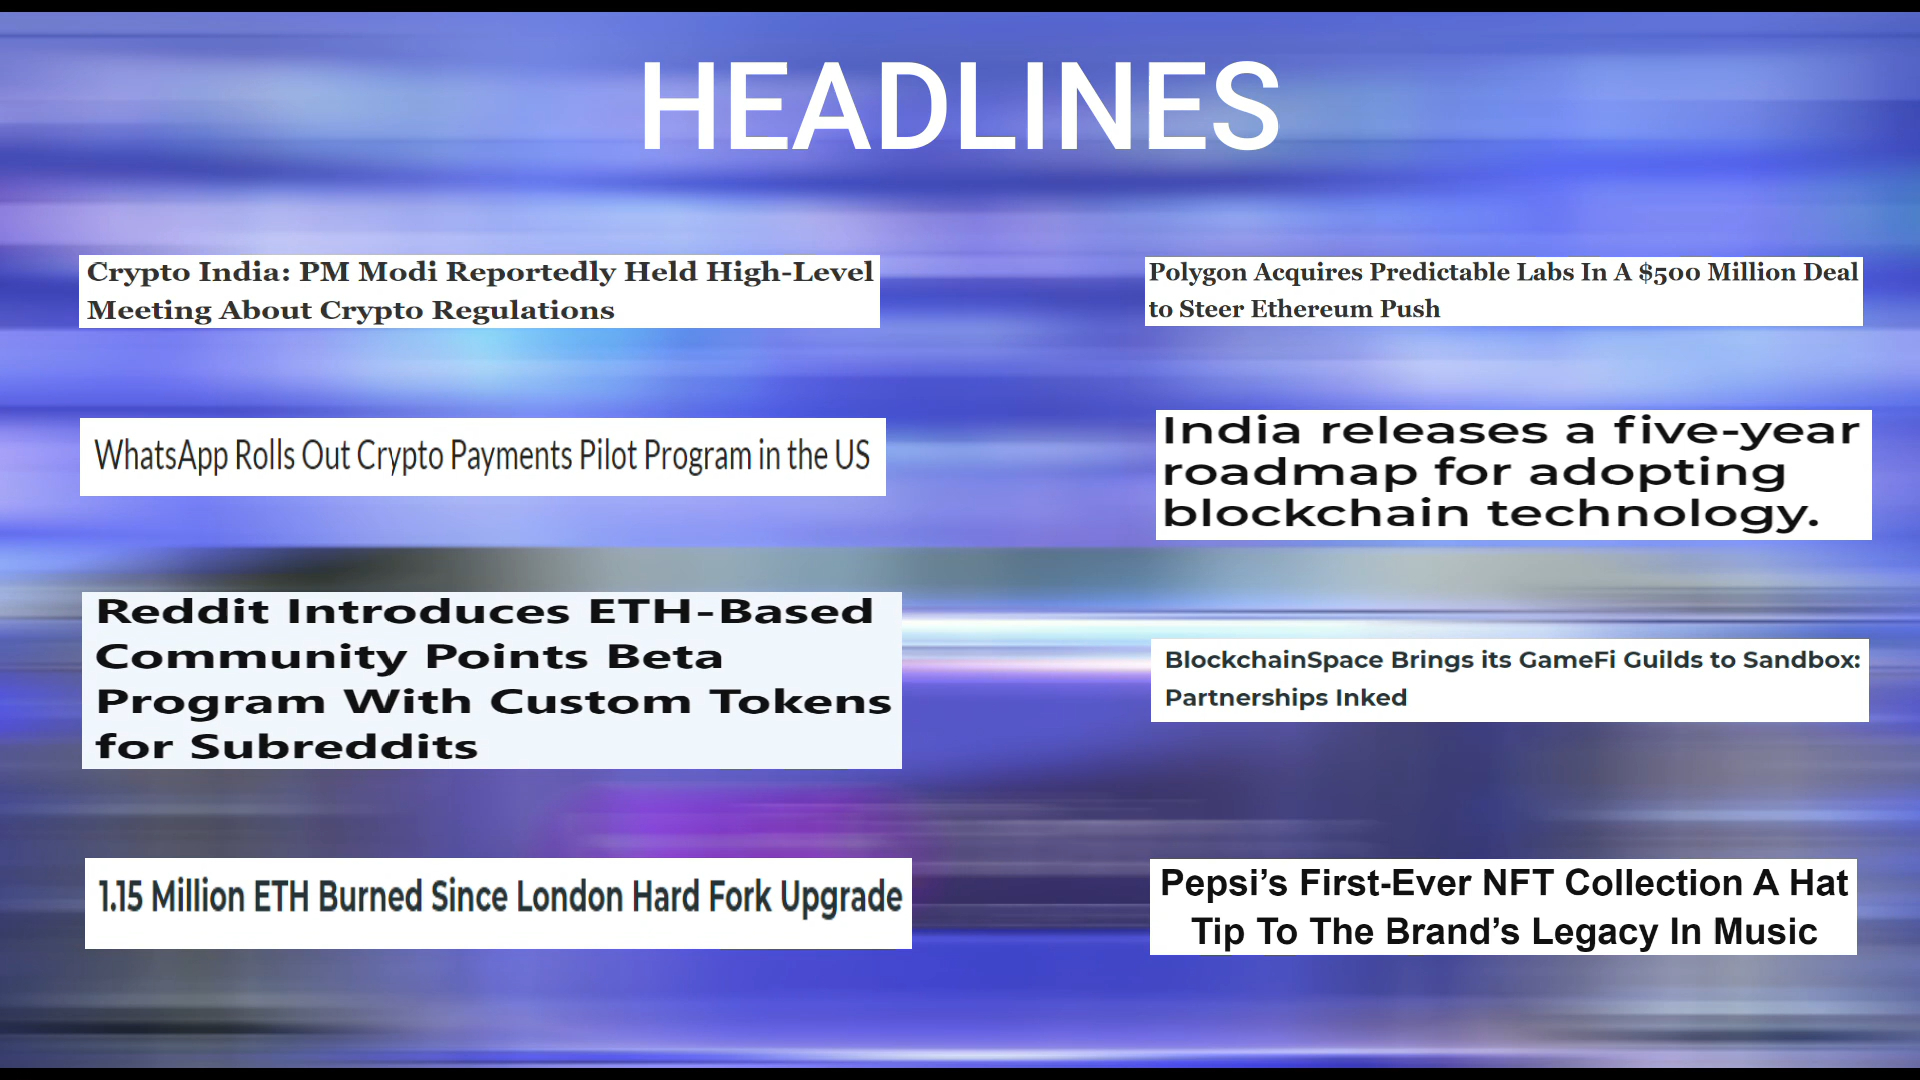 HEADLINES
Crypto India: PM Modi Reportedly Held High-Level
Meeting About Crypto Regulations
Polygon Acquires Predictable Labs In A $500 Million Deal
to Steer Ethereum Push
WhatsApp Rolls Out Crypto Payments Pilot Program in the US
India releases a five-year
roadmap for adopting
blockchain technology.
Reddit Introduces ETH-Based
Community Points Beta
Program With Custom Tokens
for Subreddits
BlockchainSpace Brings its GameFi Guilds to Sandbox:
Partnerships Inked
1.15 Million ETH Burned Since London Hard Fork Upgrade
Pepsi’s First-Ever NFT Collection A Hat
Tip To The Brand’s Legacy In Music